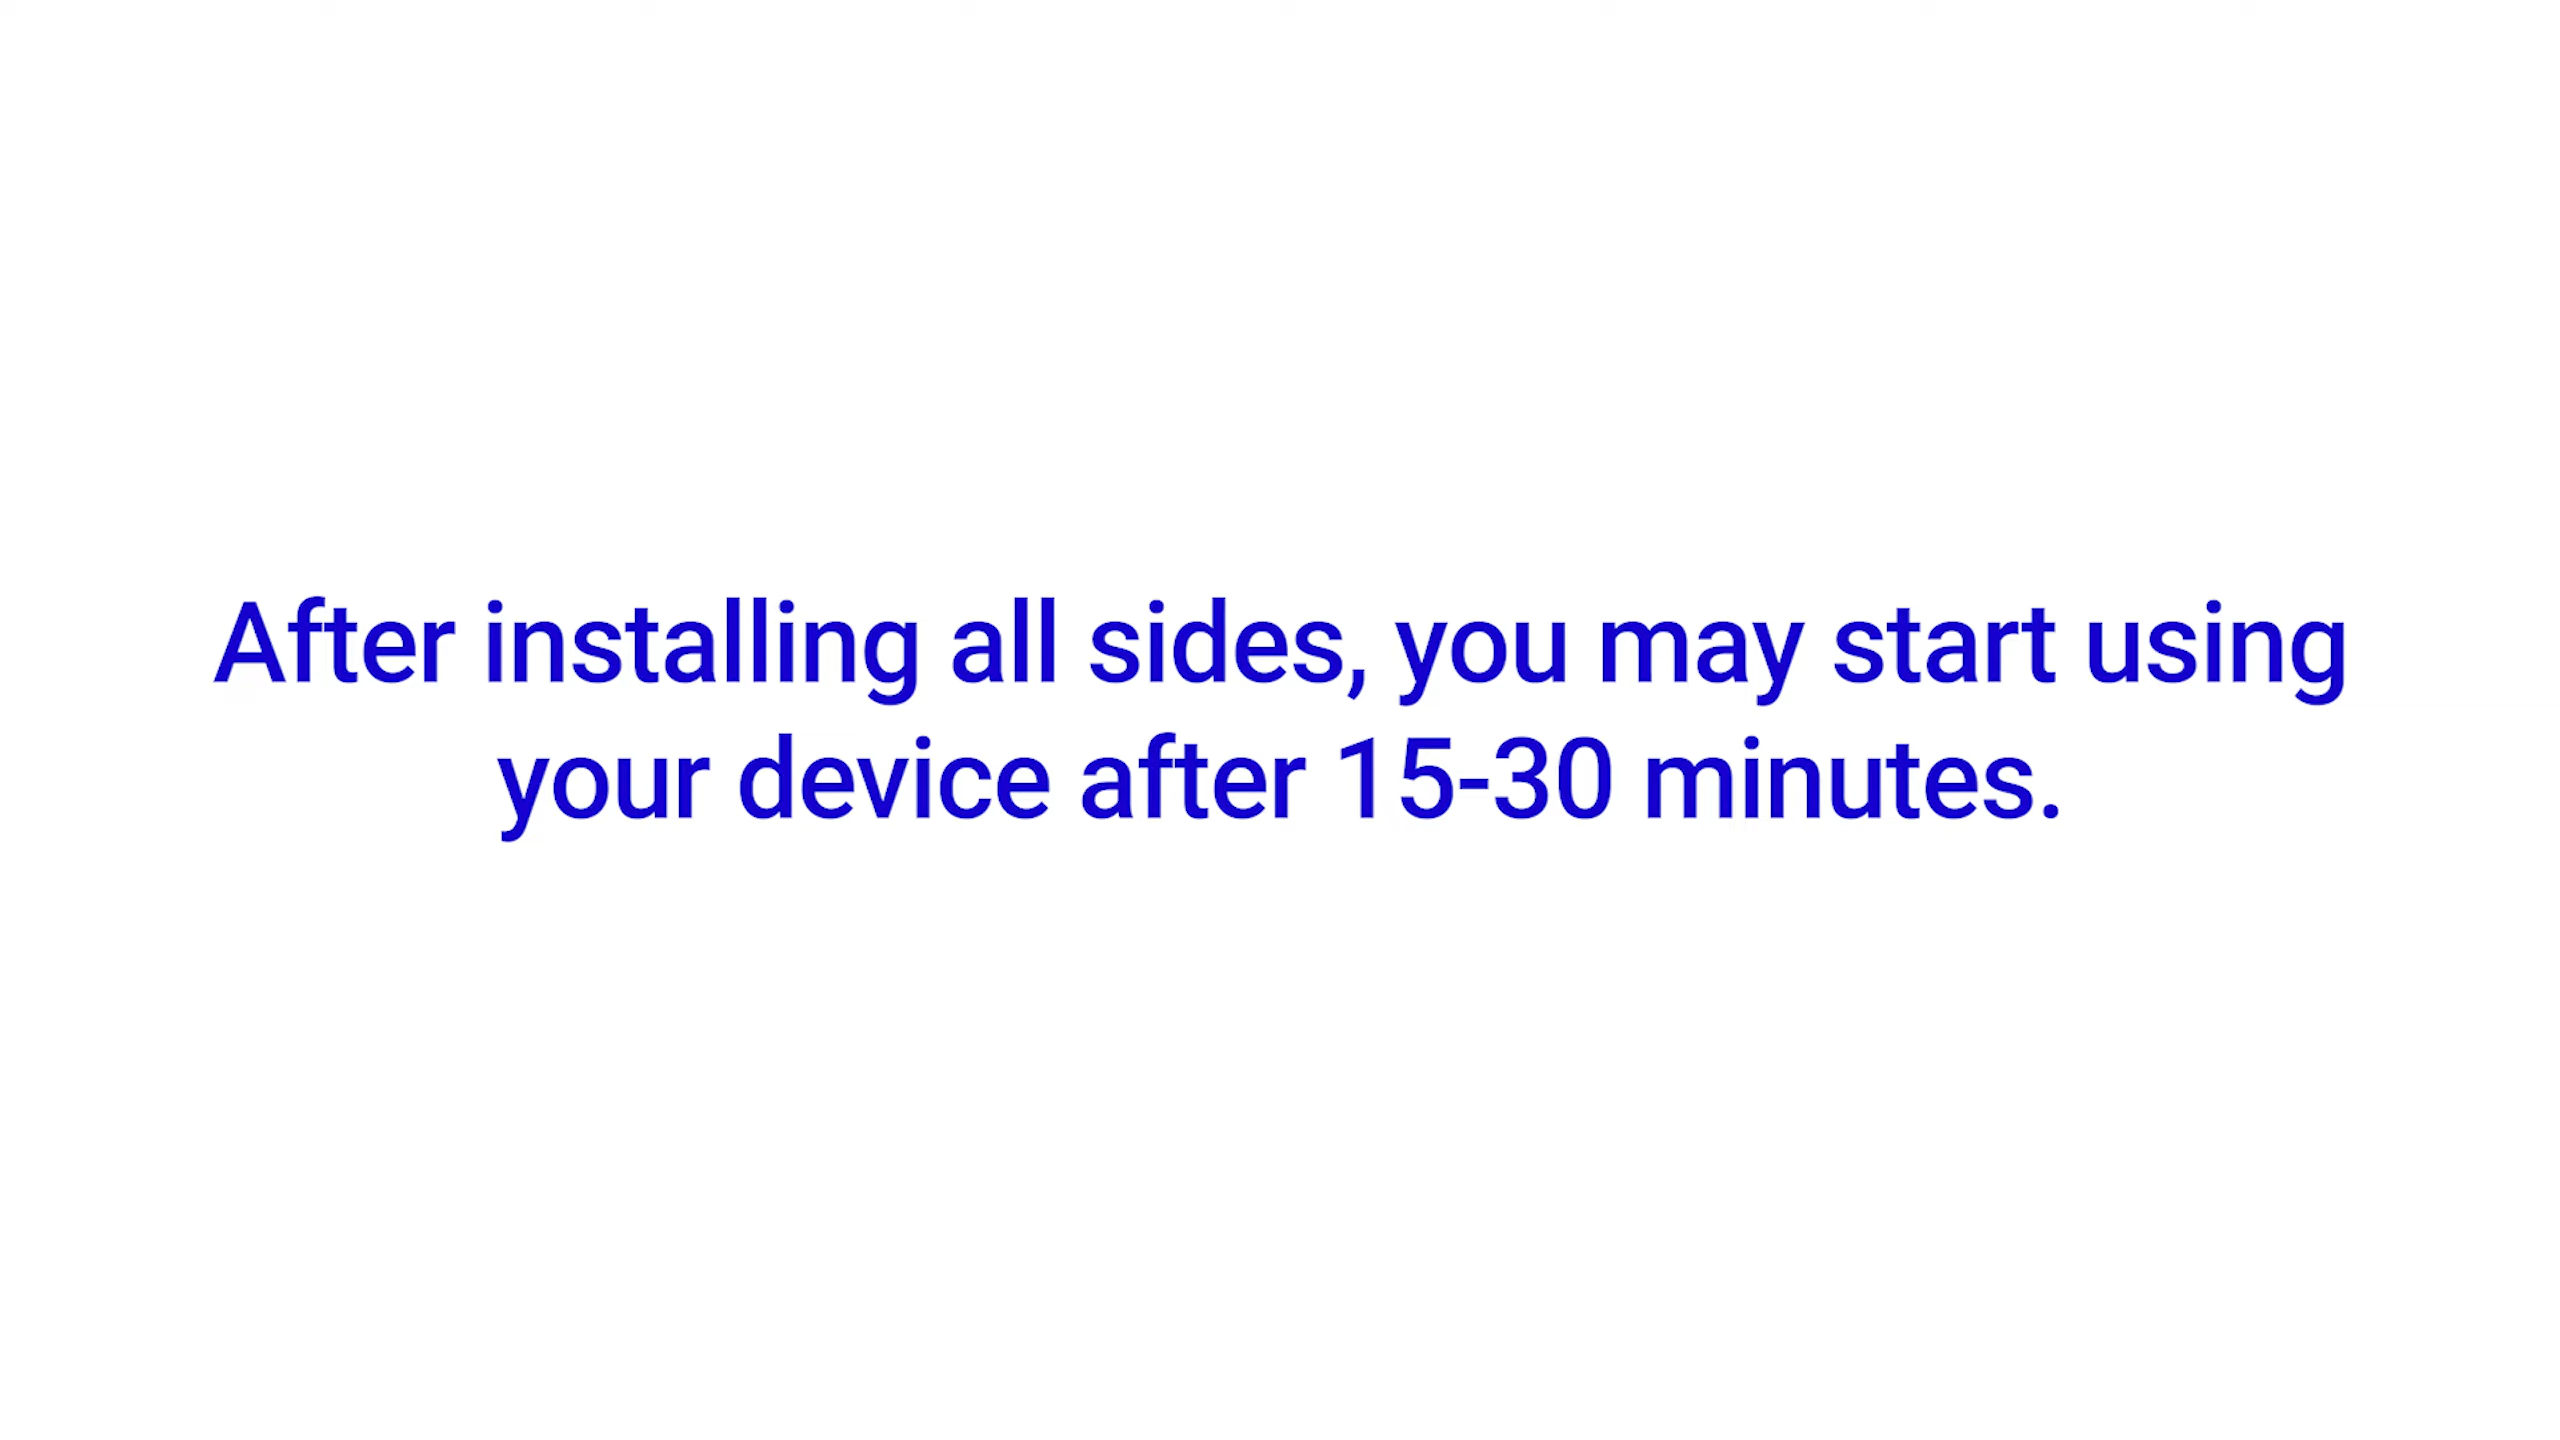 After installing all sides, you may start using
your device after 15-30 minutes.